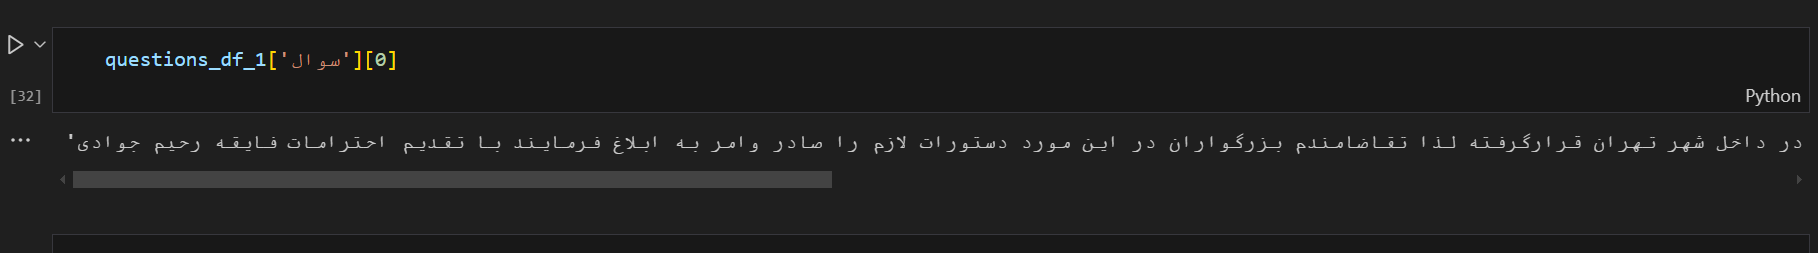 questions_df_1['سوال'][0]
[32]
Python
در داخل شهر تهران قرارگرفته لذا تقاضامندم بزرگواران در این مورد دستورات لازم را صادر وامر به ابلاغ فرمایند با تقدیم احترامات فایقه رحیم جوادی'